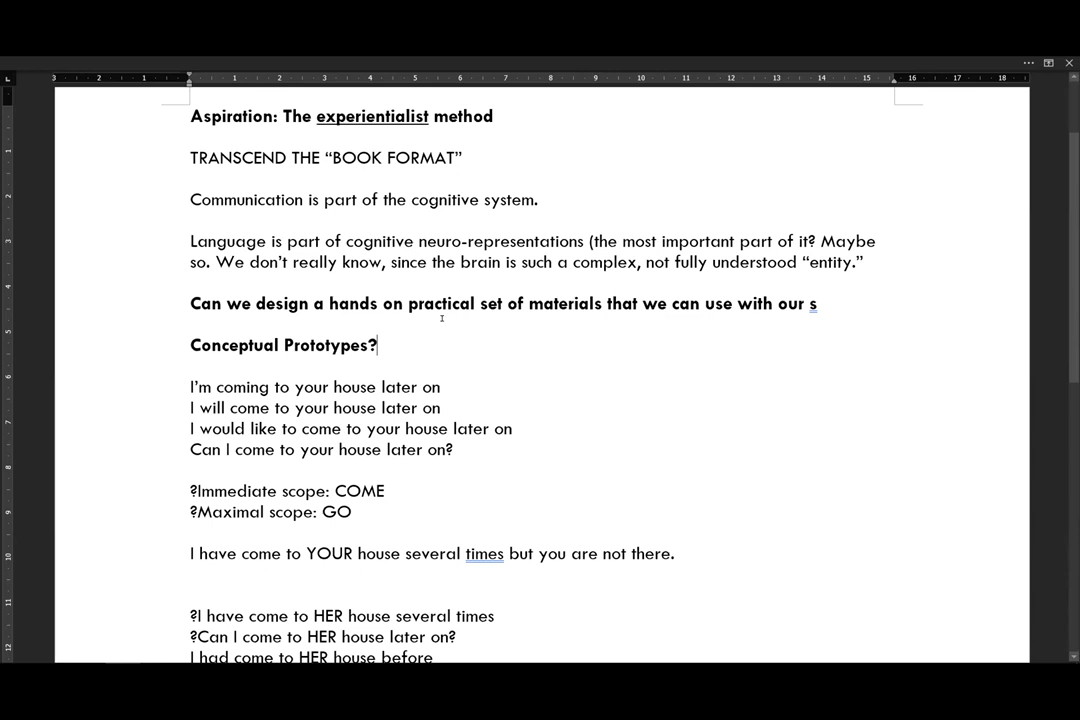 Aspiration: The experientialist method
TRANSCEND THE “BOOK FORMAT”
Communication is part of the cognitive system.
Language is part of cognitive neuro-representations (the most important part of it? Maybe
so. We don’t really know, since the brain is such a complex, not fully understood “entity.”
Can we design a hands on practical set of materials that we can use with our s
Conceptual Prototypes?
I’m coming to your house later on
I will come to your house later on
I would like to come to your house later on
Can I come to your house later on?
?Immediate scope: COME
?Maximal scope: GO
I have come to YOUR house several times but you are not there.
?I have come to HER house several times
?Can I come to HER house later on?
I had come to HER house before